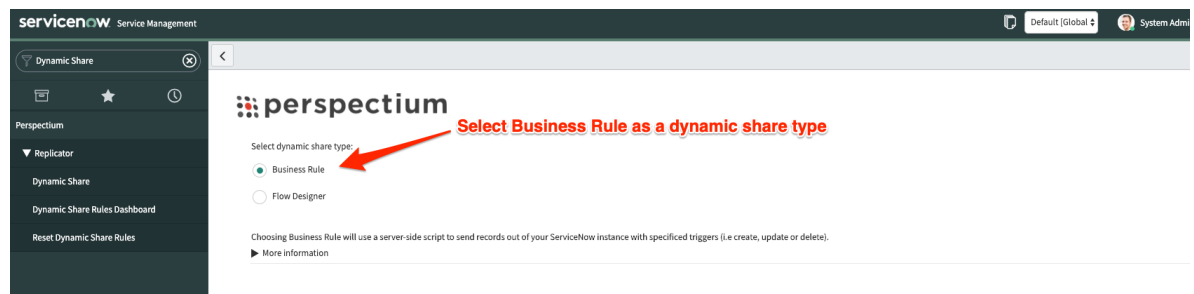 servicenow Service Management
Default [Global
System Admi
Dynamic Share
Perspectium
Replicator
Dynamic Share
Dynamic Share Rules Dashboard
Reset Dynamic Share Rules
perspectium
Select Business Rule as a dynamic share type
Select dynamic share type:
Business Rule
Flow Designer
Choosing Business Rule will use a server-side script to send records out of your ServiceNow instance with specificed triggers (i.e create, update or delete).
More information